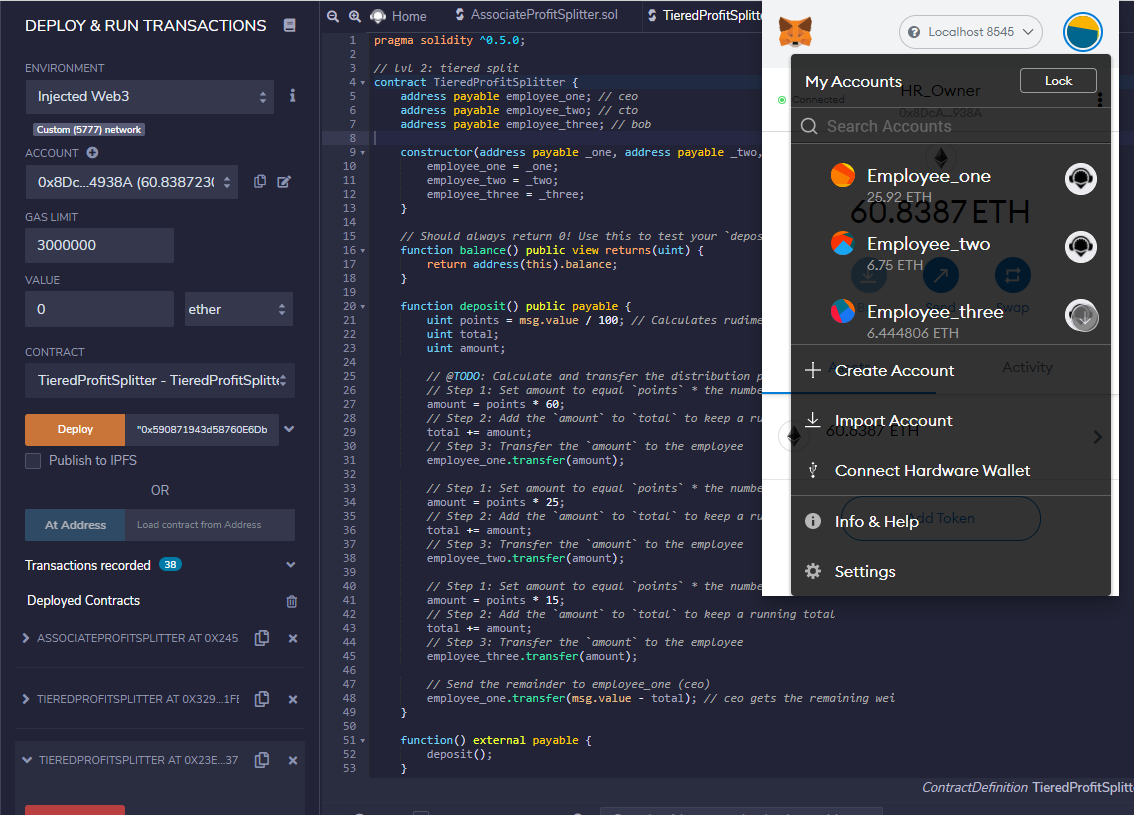 DEPLOY & RUN TRANSACTIONS
ENVIRONMENT
Injected Web3
Custom (5777) network
ACCOUNT
0x8Dc...4938A (60.838723(
GAS LIMIT
3000000
VALUE
0
ether
CONTRACT
TieredProfitSplitter - TieredProfitSplitte
Deploy
"0x590871943d58760E6Db
Publish to IPFS
OR
At Address
Load contract from Address
Transactions recorded 38
Deployed Contracts
ASSOCIATEPROFITSPLITTER AT 0X245
TIEREDPROFITSPLITTER AT 0X329...1FE
TIEREDPROFITSPLITTER AT 0X23E...37
Home
AssociateProfitSplitter.sol
TieredProfitSplitte
1 pragma solidity ^0.5.0;
2
3 // lvl 2: tiered split
4 contract TieredProfitSplitter {
5 address payable employee_one; // ceo
6 address payable employee_two; // cto
7 address payable employee_three; // bob
8
9 constructor(address payable _one, address payable _two,
10 employee_one = _one;
11 employee_two = _two;
12 employee_three = _three;
13 }
14
15 // Should always return 0! Use this to test your `depos
16 function balance() public view returns(uint) {
17 return address(this).balance;
18 }
19
20 function deposit() public payable {
21 uint points = msg.value / 100; // Calculates rudime
22 uint total;
23 uint amount;
24
25 // @TODO: Calculate and transfer the distribution p
26 // Step 1: Set amount to equal `points` * the numbe
27 amount = points * 60;
28 // Step 2: Add the `amount` to `total` to keep a ru
29 total += amount;
30 // Step 3: Transfer the `amount` to the employee
31 employee_one.transfer(amount);
32
33 // Step 1: Set amount to equal `points` * the numbe
34 amount = points * 25;
35 // Step 2: Add the `amount` to `total` to keep a ru
36 total += amount;
37 // Step 3: Transfer the `amount` to the employee
38 employee_two.transfer(amount);
39
40 // Step 1: Set amount to equal `points` * the numbe
41 amount = points * 15;
42 // Step 2: Add the `amount` to `total` to keep a running total
43 total += amount;
44 // Step 3: Transfer the `amount` to the employee
45 employee_three.transfer(amount);
46
47 // Send the remainder to employee_one (ceo)
48 employee_one.transfer(msg.value - total); // ceo gets the remaining wei
49 }
50
51 function() external payable {
52 deposit();
53 }
ContractDefinition TieredProfitSplitt
Localhost 8545
My Accounts
Lock
HR_Owner
Connected
0x8DcA...938A
Search Accounts
Employee_one
25.92 ETH
60.8387 ETH
Employee_two
6.75 ETH
Send
Swap
Employee_three
6.444806 ETH
Create Account
Activity
Import Account
60.8387 ETH
Connect Hardware Wallet
Info & Help
Add Token
Settings